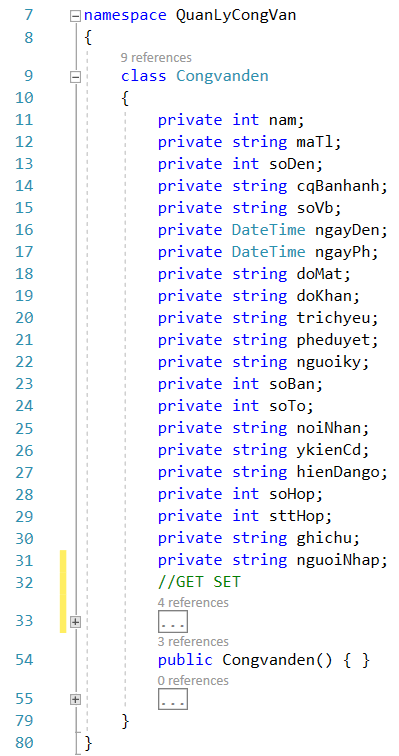 7 namespace QuanLyCongVan
8 {
9 references
9 class Congvanden
10 {
11 private int nam;
12 private string maTl;
13 private int soDen;
14 private string cqBanhanh;
15 private string soVb;
16 private DateTime ngayDen;
17 private DateTime ngayPh;
18 private string doMat;
19 private string doKhan;
20 private string trichyeu;
21 private string pheduyet;
22 private string nguoiky;
23 private int soBan;
24 private int soTo;
25 private string noiNhan;
26 private string ykienCd;
27 private string hienDango;
28 private int soHop;
29 private int sttHop;
30 private string ghichu;
31 private string nguoiNhap;
32 //GET SET
4 references
33 ...
3 references
54 public Congvanden() { }
0 references
55 ...
79 }
80 }